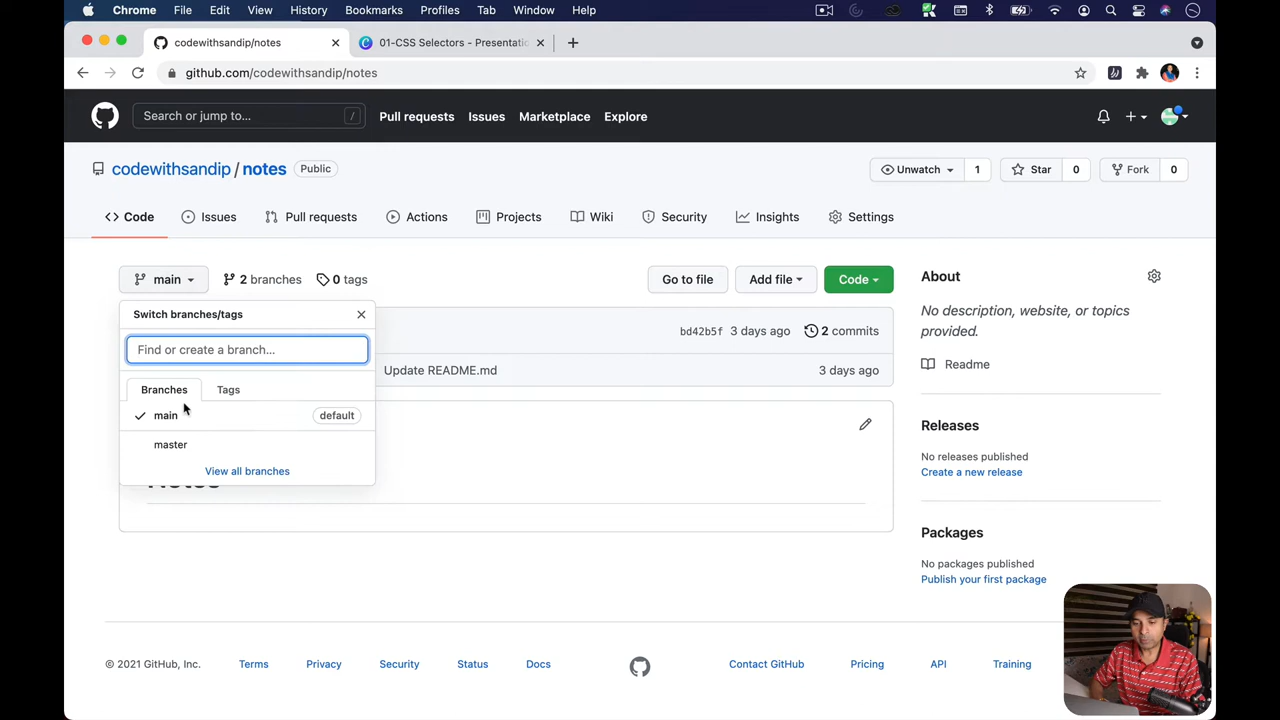 Chrome File Edit View History Bookmarks Profiles Tab Window Help
codewithsandip/notes
01-CSS Selectors - Presentatio
github.com/codewithsandip/notes
Search or jump to... /
Pull requests Issues Marketplace Explore
codewithsandip / notes Public
Unwatch 1 Star 0 Fork 0
Code Issues Pull requests Actions Projects Wiki Security Insights Settings
main 2 branches 0 tags Go to file Add file Code
Switch branches/tags
Find or create a branch...
Branches Tags
main default
master
View all branches
bd42b5f 3 days ago 2 commits
Update README.md 3 days ago
Notes
About
No description, website, or topics
provided.
Readme
Releases
No releases published
Create a new release
Packages
No packages published
Publish your first package
© 2021 GitHub, Inc. Terms Privacy Security Status Docs Contact GitHub Pricing API Training